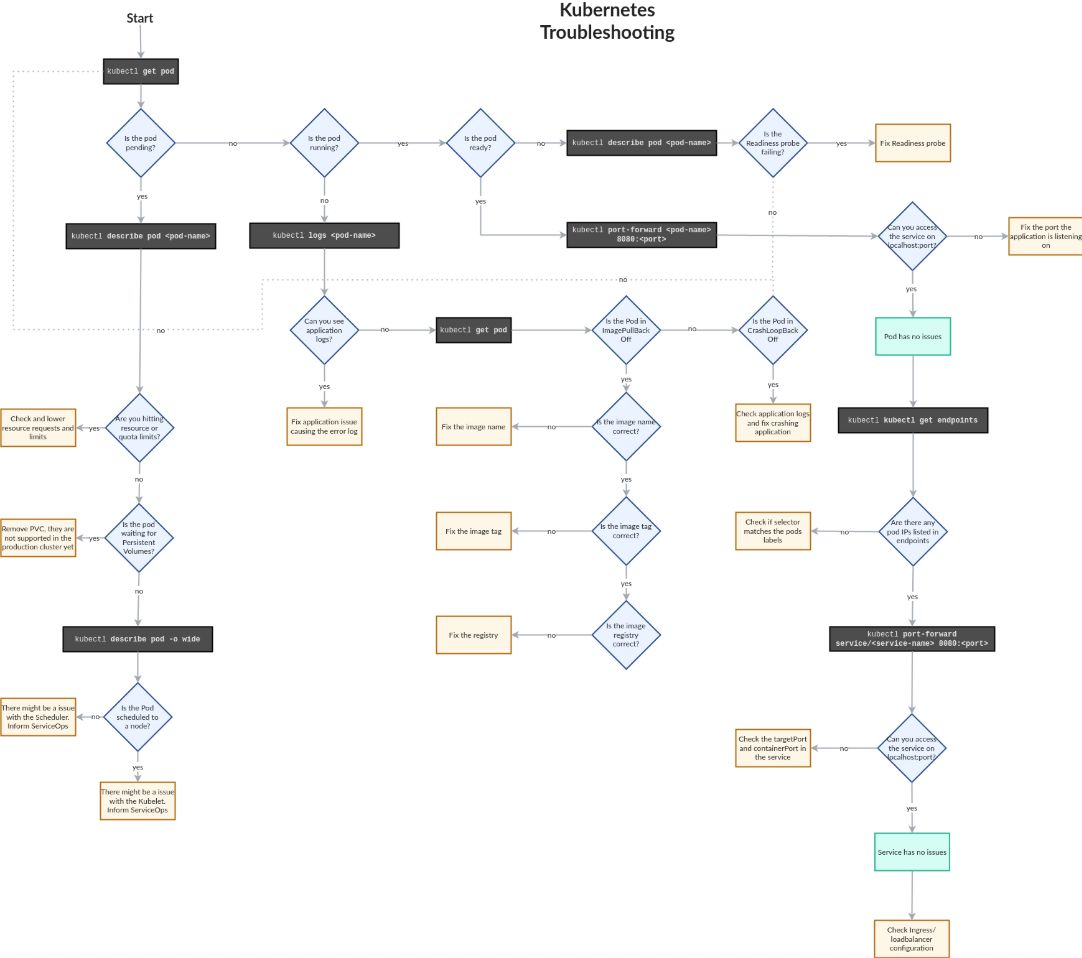 Kubernetes
Troubleshooting
Start
kubectl get pod
Is the pod
pending?
no
Is the pod
running?
yes
Is the pod
ready?
no
kubectl describe pod <pod-name>
Is the
Readiness probe
failing?
yes
Fix Readiness probe
yes
no
yes
no
kubectl describe pod <pod-name>
kubectl logs <pod-name>
kubectl port-forward <pod-name>
8080:<port>
Can you access
the service on
localhost:port?
no
Fix the port the
application is listening
on
no
yes
no
Can you see
application
logs?
no
kubectl get pod
Is the Pod in
ImagePullBack
Off
no
Is the Pod in
CrashLoopBack
Off
Pod has no issues
yes
yes
yes
Check and lower
resource requests and
limits
yes
Are you hitting
resource or
quota limits?
Fix application issue
causing the error log
Fix the image name
no
Is the image name
correct?
Check application logs
and fix crashing
application
kubectl kubectl get endpoints
no
yes
Remove PVC, they are
not supported in the
production cluster yet
yes
Is the pod
waiting for
Persistent
Volumes?
Fix the image tag
no
Is the image tag
correct?
Check if selector
matches the pods
labels
no
Are there any
pod IPs listed in
endpoints
no
yes
yes
kubectl describe pod -o wide
Fix the registry
no
Is the image
registry
correct?
kubectl port-forward
service/<service-name> 8080:<port>
There might be a issue
with the Scheduler.
Inform ServiceOps
no
Is the Pod
scheduled to
a node?
Check the targetPort
and containerPort in
the service
no
Can you access
the service on
localhost:port?
yes
There might be a issue
with the Kubelet.
Inform ServiceOps
yes
Service has no issues
Check Ingress/
loadbalancer
configuration